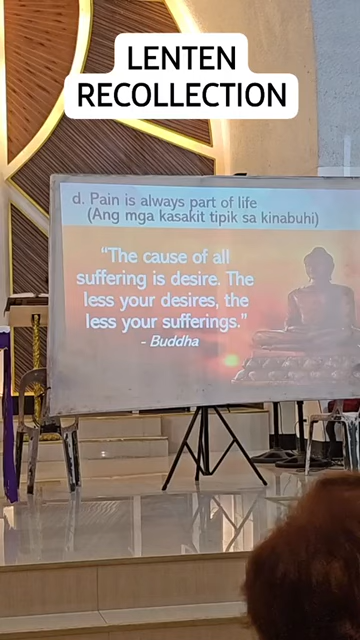 LENTEN
RECOLLECTION
d. Pain is always part of life
(Ang mga kasakit tipik sa kinabuhi)
“The cause of all
suffering is desire. The
less your desires, the
less your sufferings.”
- Buddha